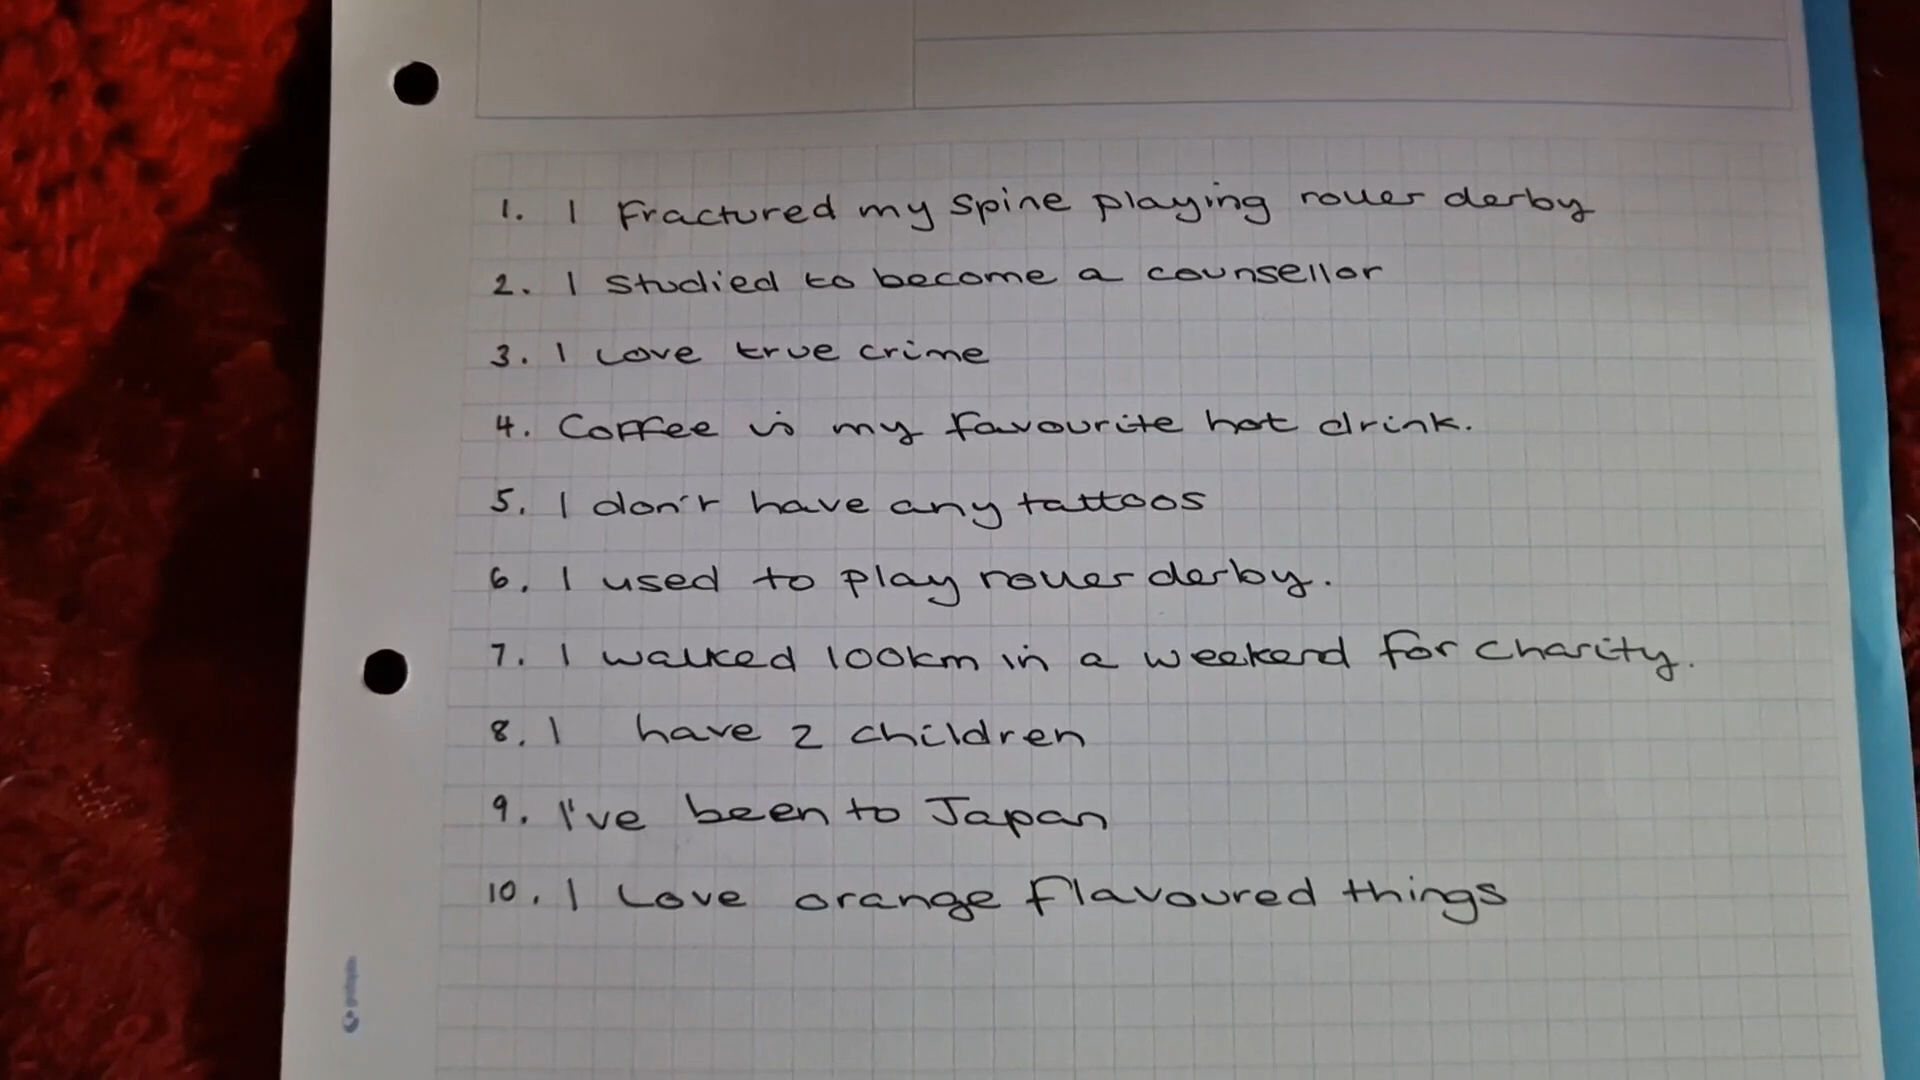 1. I Fractured my spine playing roller derby
2. I studied to become a counsellor
3. I love true crime
4. Coffee is my favourite hot drink.
5. I don't have any tattoos
6. I used to play roller derby.
7. I walked 100km in a weekend for charity.
8. I have 2 children
9. I've been to Japan
10. I love orange flavoured things